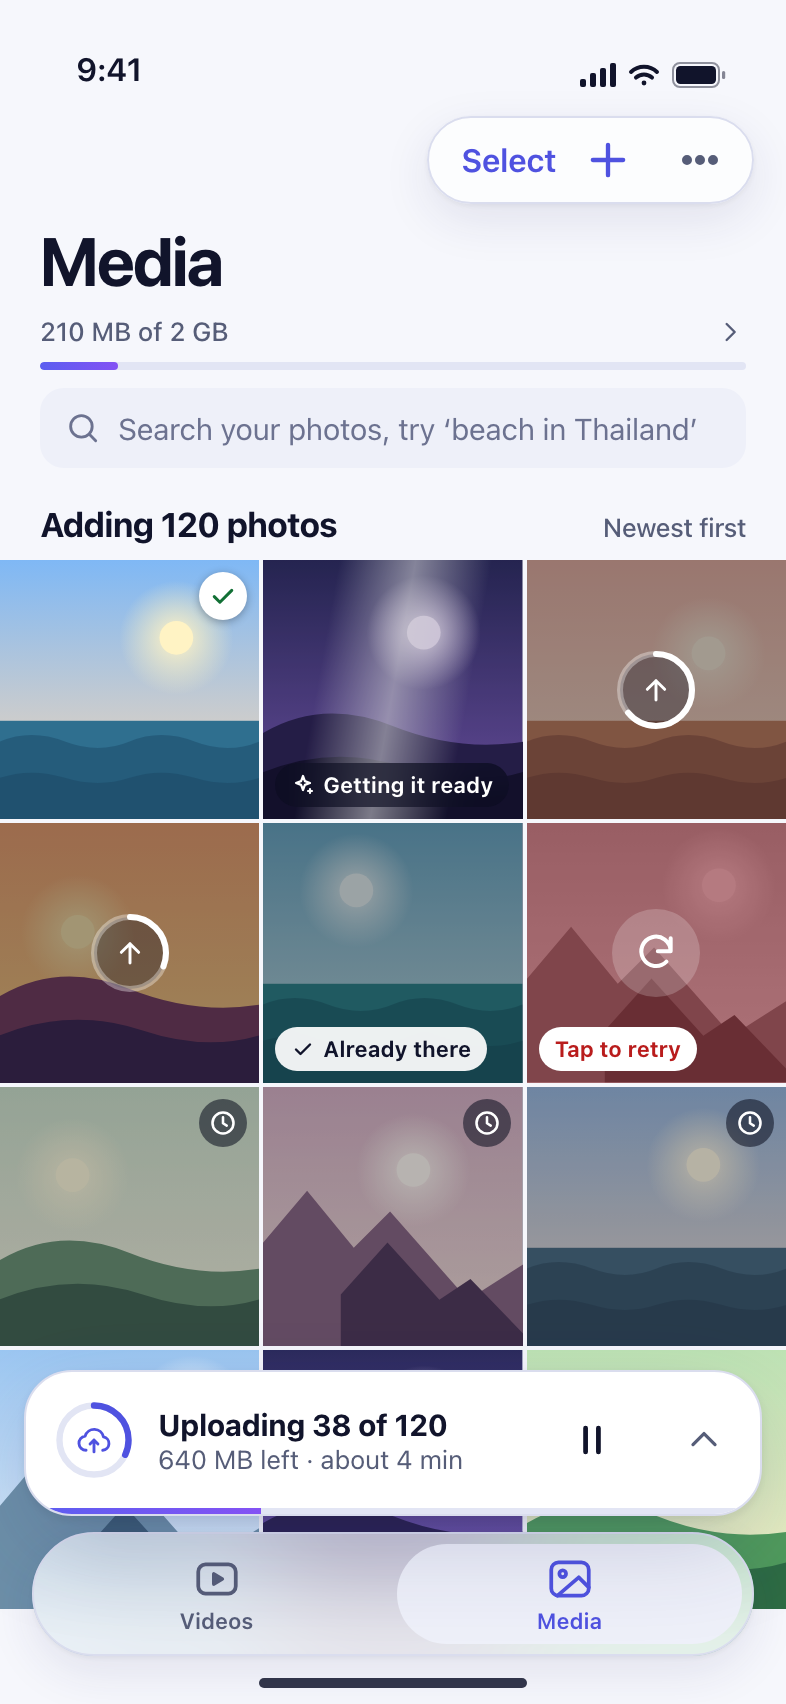 9:41
Select
Media
210 MB of 2 GB
Search your photos, try ‘beach in Thailand’
Adding 120 photos
Newest first
Getting it ready
Already there
Tap to retry
Uploading 38 of 120
640 MB left · about 4 min
Videos
Media